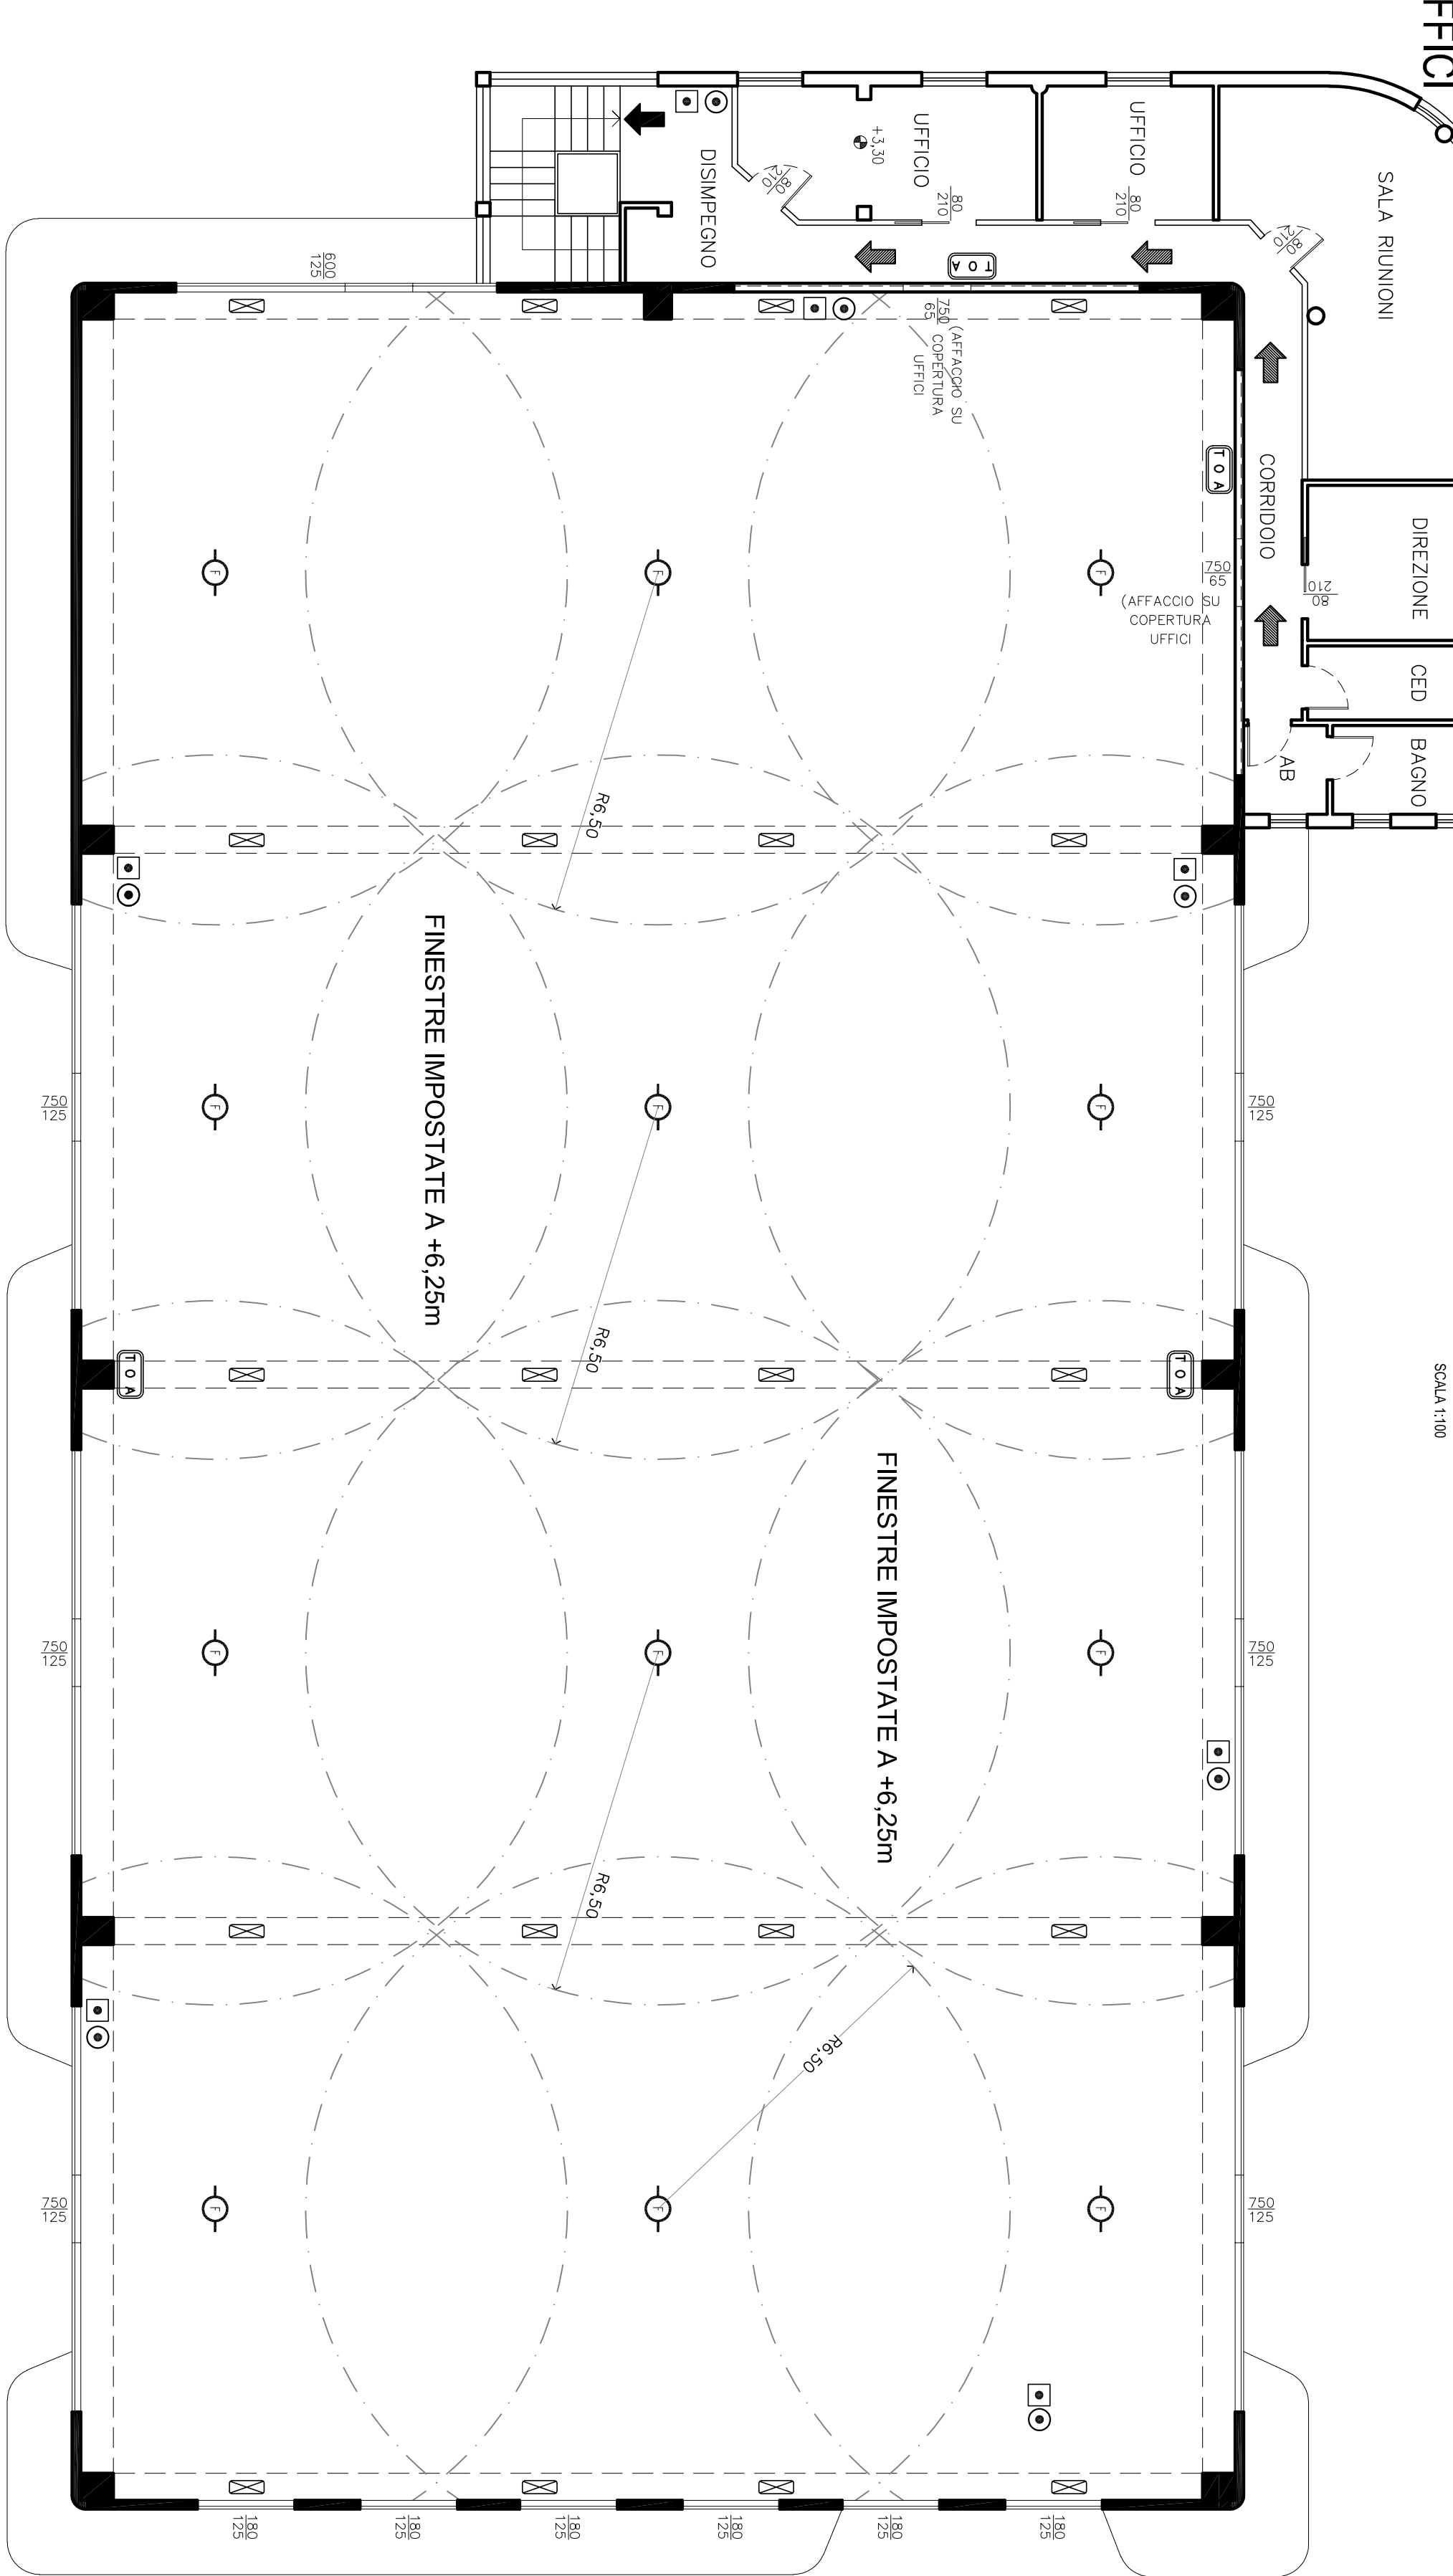 FFICI
SALA RIUNIONI
UFFICIO
80
210
UFFICIO
80
210
+3,30
80
210
DISIMPEGNO
80
210
T O A
600
125
750
65
(AFFACCIO SU
COPERTURA
UFFICI
T O A
CORRIDOIO
DIREZIONE
80
210
750
65
(AFFACCIO SU
COPERTURA
UFFICI
CED
BAGNO
AB
F
F
F
R6,50
FINESTRE IMPOSTATE A +6,25m
750
125
F
F
F
750
125
R6,50
T O A
T O A
SCALA 1:100
FINESTRE IMPOSTATE A +6,25m
750
125
F
F
F
750
125
R6,50
R6,50
750
125
F
F
F
750
125
180
125
180
125
180
125
180
125
180
125
180
125